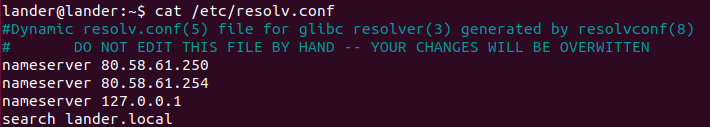 lander@lander:~$ cat /etc/resolv.conf
#Dynamic resolv.conf(5) file for glibc resolver(3) generated by resolvconf(8)
#       DO NOT EDIT THIS FILE BY HAND -- YOUR CHANGES WILL BE OVERWITTEN
nameserver 80.58.61.250
nameserver 80.58.61.254
nameserver 127.0.0.1
search lander.local